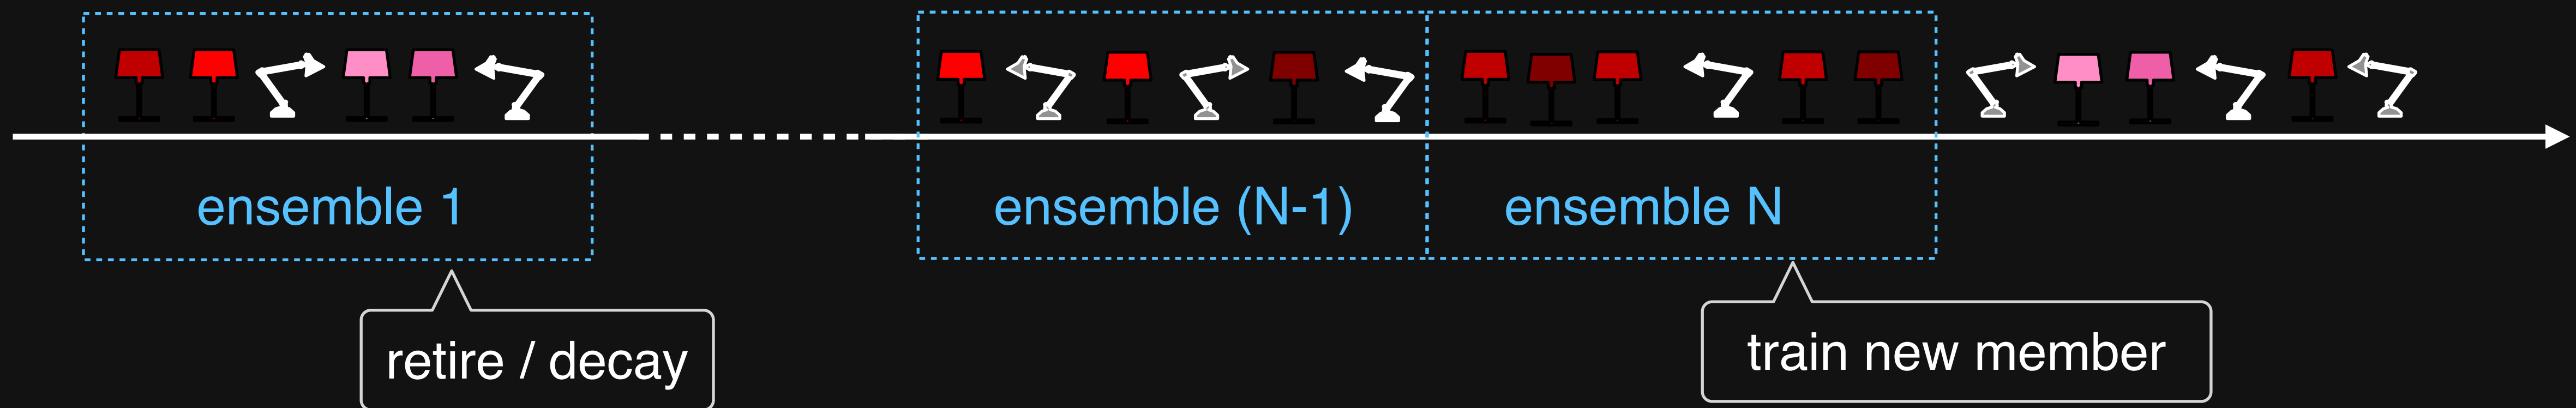 ensemble 1
ensemble (N-1)
ensemble N
retire / decay
train new member